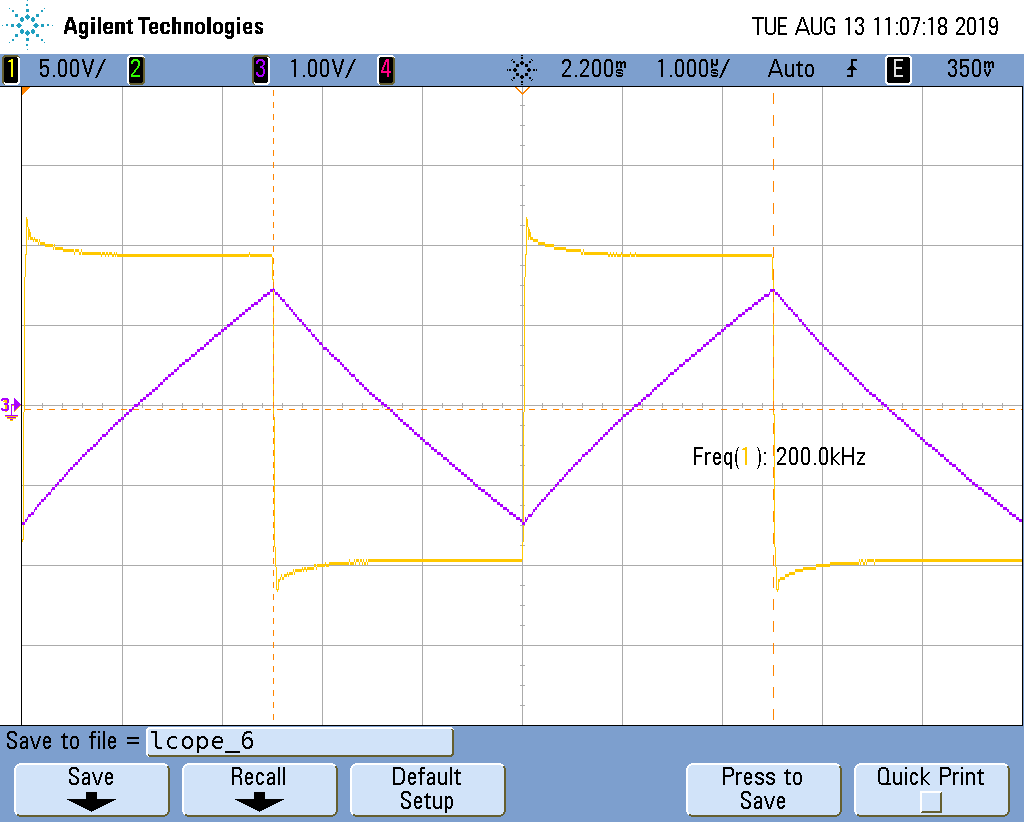 Agilent Technologies TUE AUG 13 11:07:18 2019
1 5.00V/ 2 3 1.00V/ 4 2.200ms 1.000us/ Auto E 350mV
3
Freq(1): 200.0kHz
Save to file = lcope_6
Save Recall Default Setup Press to Save Quick Print